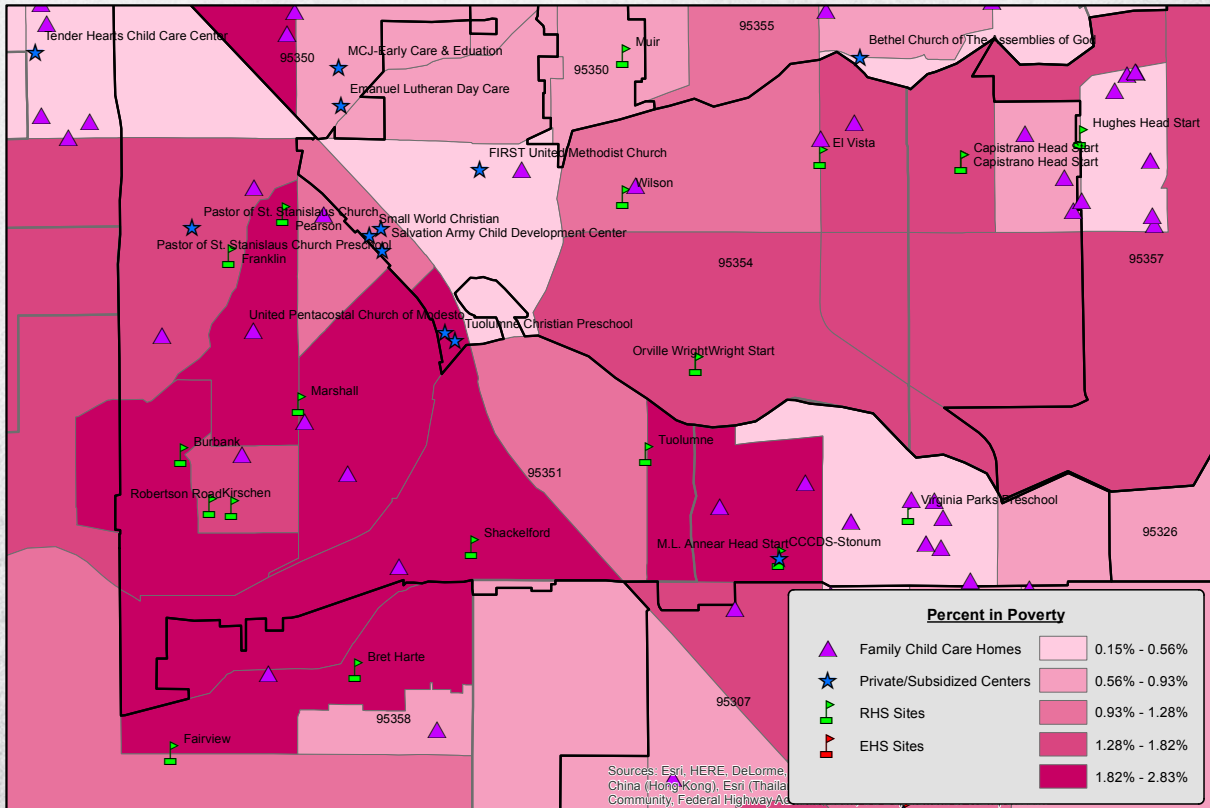 95355
Tender Hearts Child Care Center
MCJ-Early Care & Eduation
Muir
Bethel Church of The Assemblies of God
95350
95350
Emanuel Lutheran Day Care
Hughes Head Start
El Vista
Capistrano Head Start
Capistrano Head Start
FIRST United Methodist Church
Wilson
Pastor of St. Stanislaus Church
Pearson
Small World Christian
Salvation Army Child Development Center
Pastor of St. Stanislaus Church Preschool
Franklin
95354
95357
United Pentacostal Church of Modesto
Tuolumne Christian Preschool
Orville WrightWright Start
Marshall
Burbank
Tuolumne
95351
Robertson Road
Kirschen
Virginia Parks Preschool
Shackelford
M.L. Annear Head Start
CCCDS-Stonum
95326
Bret Harte
95307
95358
Fairview
Percent in Poverty
Family Child Care Homes
Private/Subsidized Centers
RHS Sites
EHS Sites
0.15% - 0.56%
0.56% - 0.93%
0.93% - 1.28%
1.28% - 1.82%
1.82% - 2.83%
Sources: Esri, HERE, DeLorme,
China (Hong Kong), Esri
Community, Federal Highway